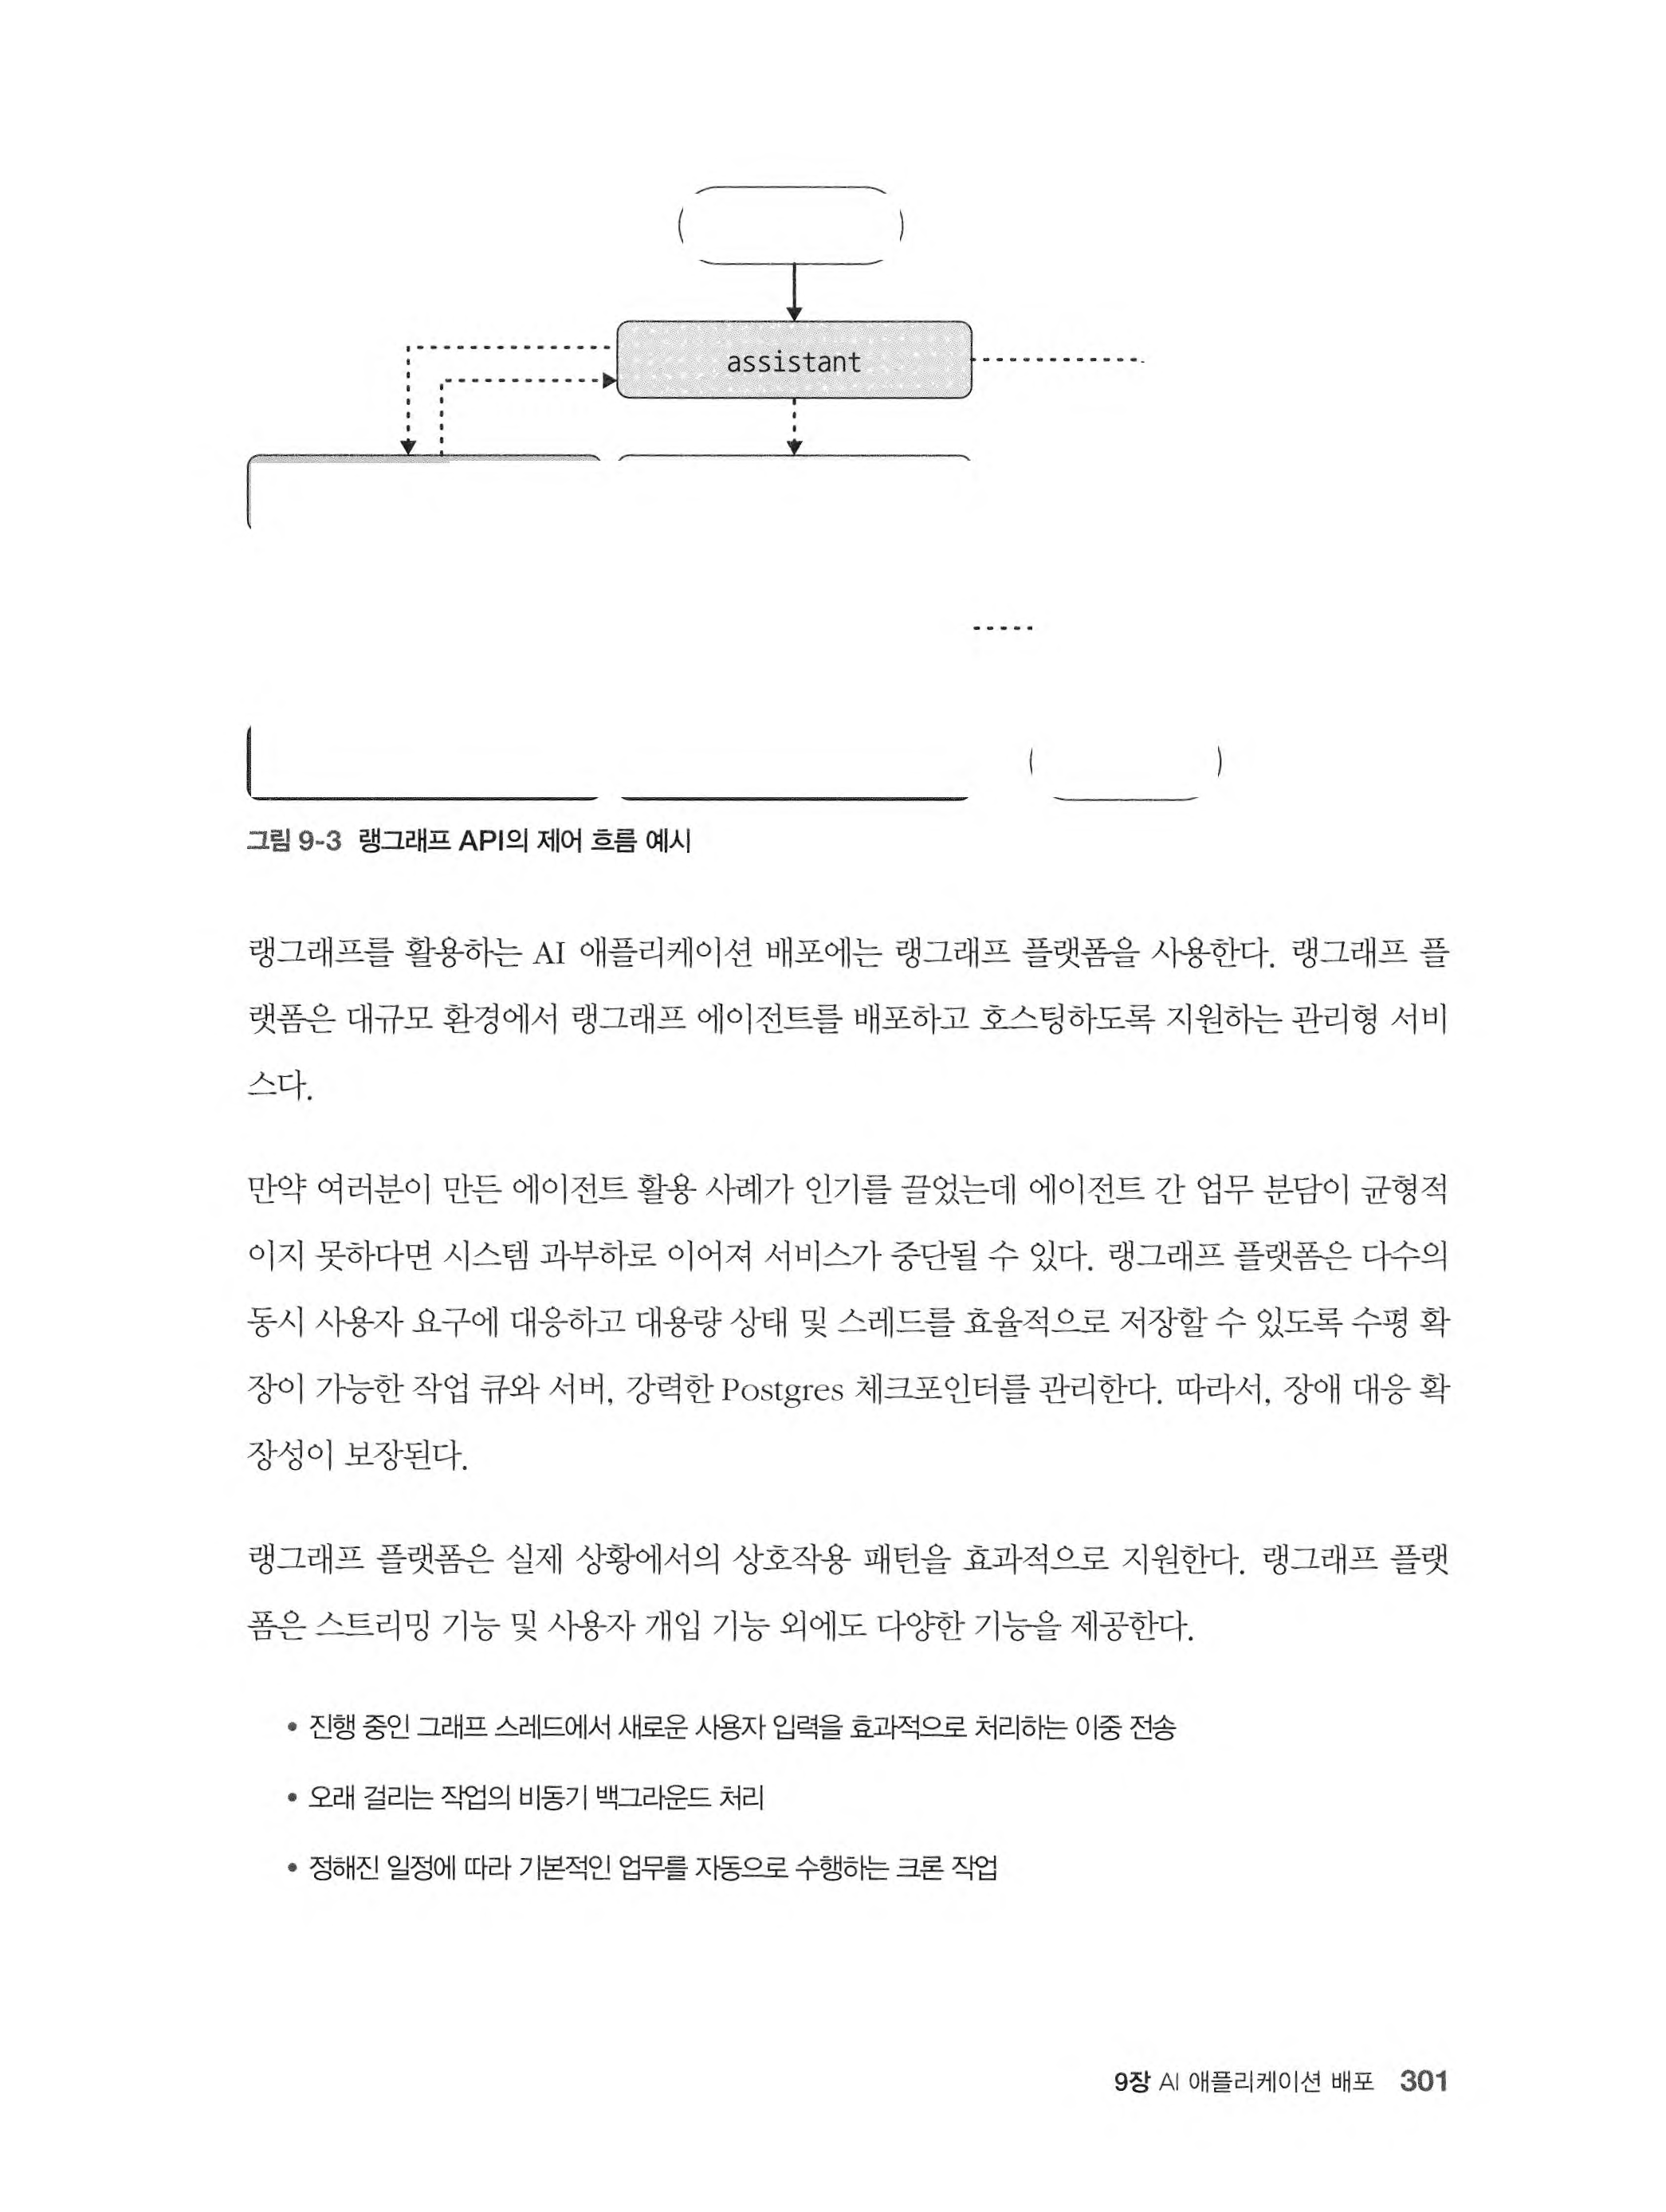 assistant
그림 9-3 랭그래프 API의 제어 흐름 예시
랭그래프를 활용하는 AI 애플리케이션 배포에는 랭그래프 플랫폼을 사용한다. 랭그래프 플
랫폼은 대규모 환경에서 랭그래프 에이전트를 배포하고 호스팅하도록 지원하는 관리형 서비
스다.
만약 여러분이 만든 에이전트 활용 사례가 인기를 끌었는데 에이전트 간 업무 분담이 균형적
이지 못하다면 시스템 과부하로 이어져 서비스가 중단될 수 있다. 랭그래프 플랫폼은 다수의
동시 사용자 요구에 대응하고 대용량 상태 및 스레드를 효율적으로 저장할 수 있도록 수평 확
장이 가능한 작업 큐와 서버, 강력한 Postgres 체크포인터를 관리한다. 따라서, 장애 대응 확
장성이 보장된다.
랭그래프 플랫폼은 실제 상황에서의 상호작용 패턴을 효과적으로 지원한다. 랭그래프 플랫
폼은 스트리밍 기능 및 사용자 개입 기능 외에도 다양한 기능을 제공한다.
• 진행 중인 그래프 스레드에서 새로운 사용자 입력을 효과적으로 처리하는 이중 전송
• 오래 걸리는 작업의 비동기 백그라운드 처리
• 정해진 일정에 따라 기본적인 업무를 자동으로 수행하는 크론 작업
9장 AI 애플리케이션 배포 301